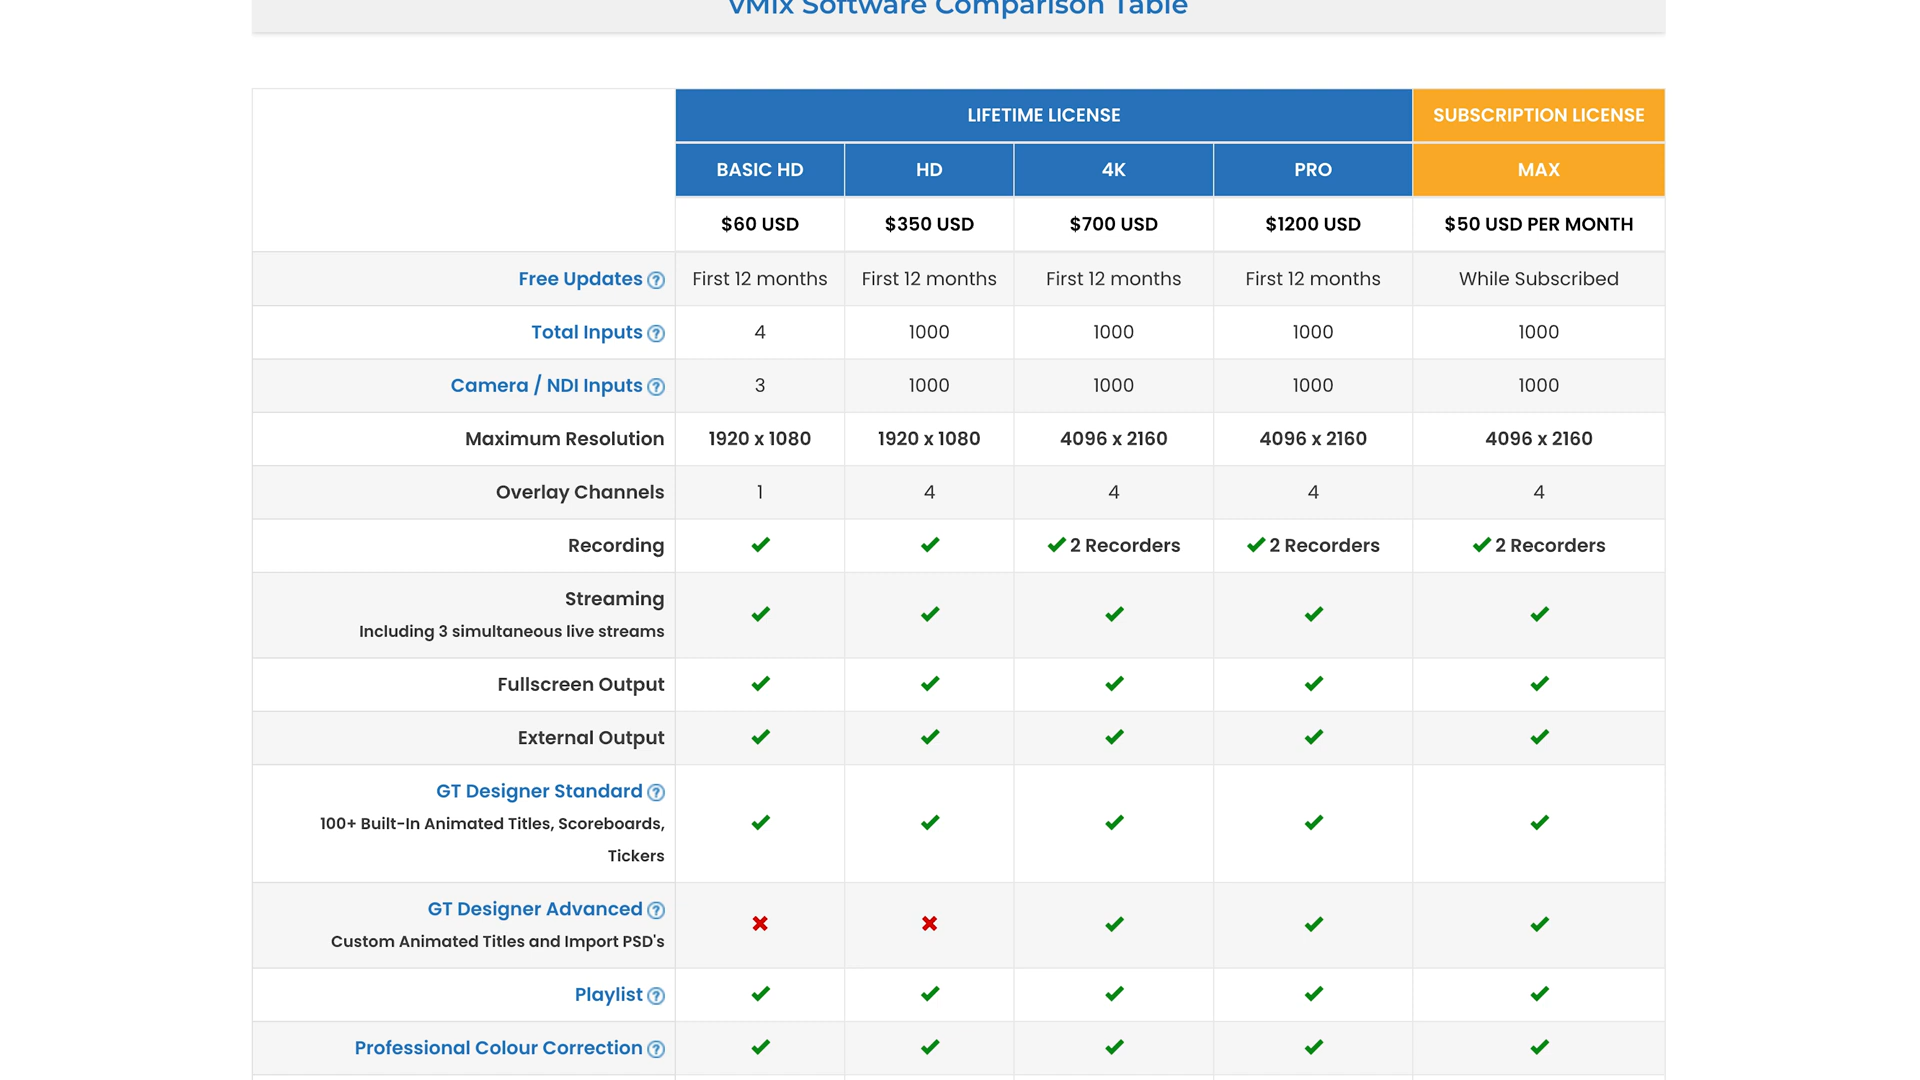 vMix Software Comparison Table
LIFETIME LICENSE SUBSCRIPTION LICENSE
BASIC HD HD 4K PRO MAX
$60 USD $350 USD $700 USD $1200 USD $50 USD PER MONTH
Free Updates ? First 12 months First 12 months First 12 months First 12 months While Subscribed
Total Inputs ? 4 1000 1000 1000 1000
Camera / NDI Inputs ? 3 1000 1000 1000 1000
Maximum Resolution 1920 x 1080 1920 x 1080 4096 x 2160 4096 x 2160 4096 x 2160
Overlay Channels 1 4 4 4 4
Recording 2 Recorders 2 Recorders 2 Recorders
Streaming
Including 3 simultaneous live streams
Fullscreen Output
External Output
GT Designer Standard ?
100+ Built-In Animated Titles, Scoreboards,
Tickers
GT Designer Advanced ?
Custom Animated Titles and Import PSD's
Playlist ?
Professional Colour Correction ?